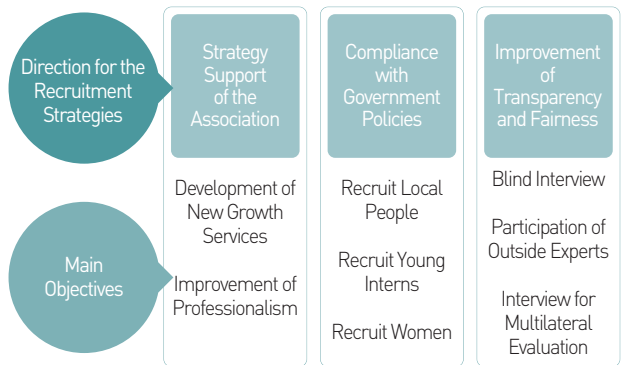 Direction for the
Recruitment
Strategies
Strategy
Support
of the
Association
Compliance
with
Government
Policies
Improvement
of
Transparency
and Fairness
Main
Objectives
Development of
New Growth
Services
Improvement of
Professionalism
Recruit Local
People
Recruit Young
Interns
Recruit Women
Blind Interview
Participation of
Outside Experts
Interview for
Multilateral
Evaluation